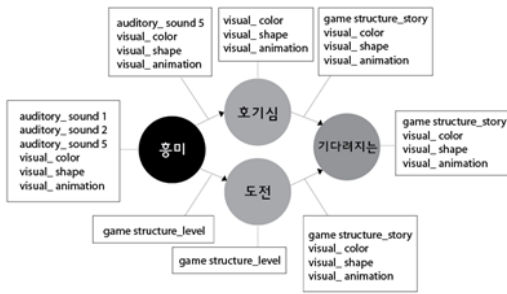 auditory_ sound 5
visual_ color
visual_ shape
visual_ animation
visual_ color
visual_ shape
visual_ animation
game structure_story
visual_ color
visual_ shape
visual_ animation
호기심
auditory_ sound 1
auditory_ sound 2
auditory_ sound 5
visual_ color
visual_ shape
visual_ animation
흥미
기다려지는
game structure_story
visual_ color
visual_ shape
visual_ animation
도전
game structure_level
game structure_level
game structure_story
visual_ color
visual_ shape
visual_ animation